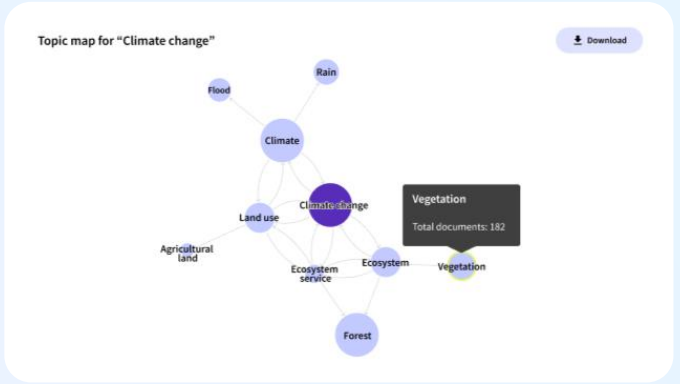 Topic map for “Climate change”
Download
Rain
Flood
Climate
Vegetation
Total documents: 182
Climate change
Land use
Agricultural
land
Ecosystem
Ecosystem
service
Vegetation
Forest